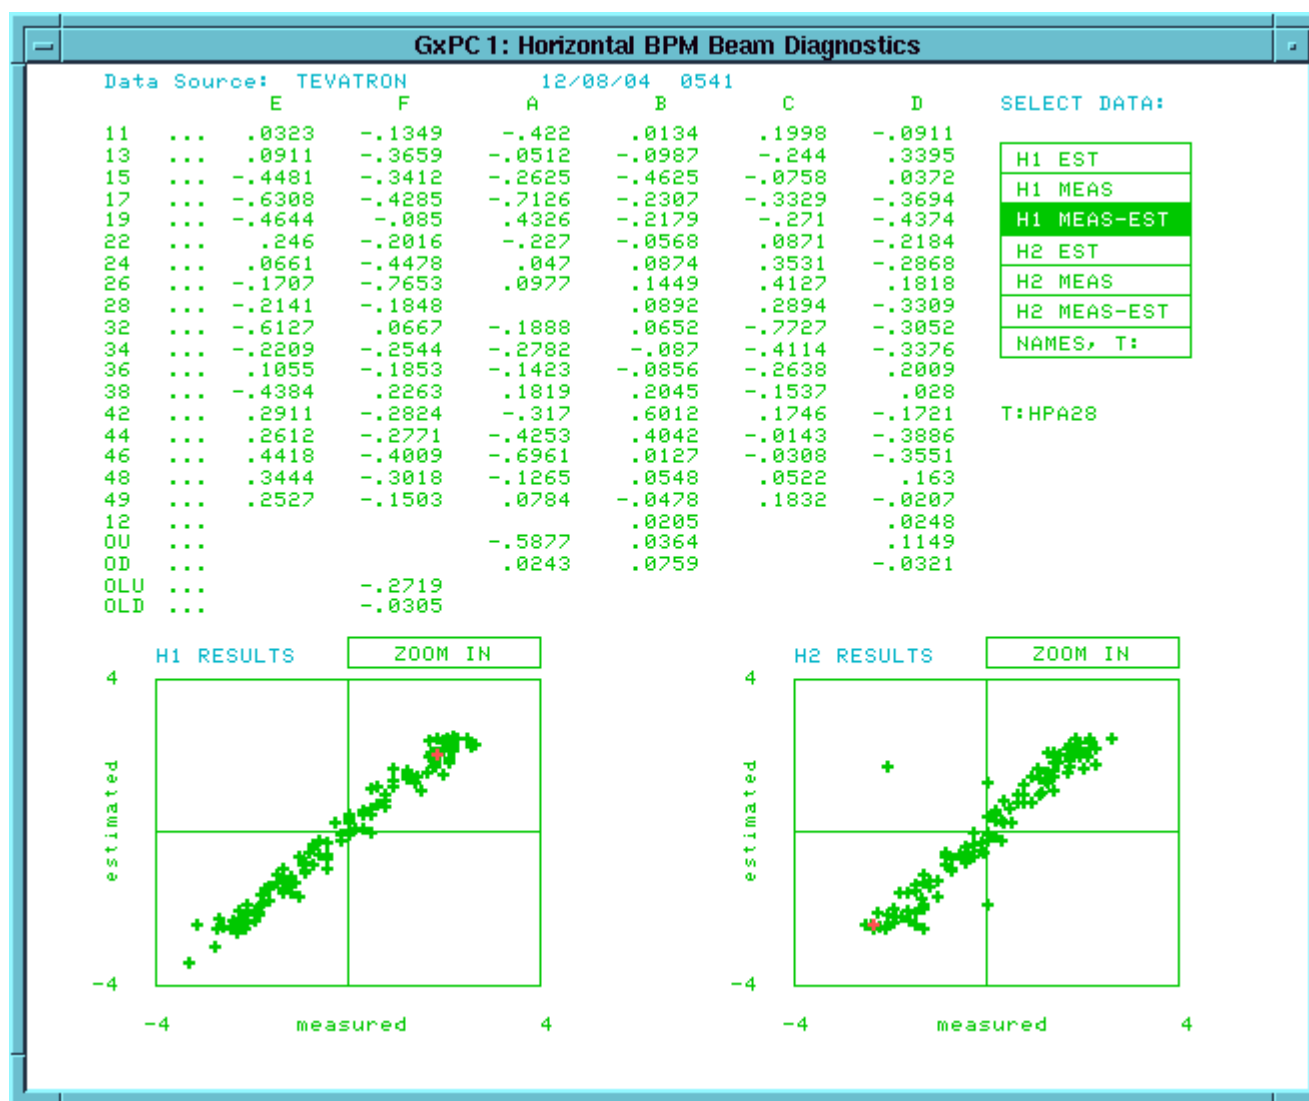 GxPC 1: Horizontal BPM Beam Diagnostics
Data Source: TEVATRON 12/08/04 0541
E F A B C D SELECT DATA:
11 ... .0323 -.1349 -.422 .0134 .1998 -.0911
13 ... .0911 -.3659 -.0512 -.0987 -.244 .3395
15 ... -.4481 -.3412 -.2625 -.4625 -.0758 .0372
17 ... -.6308 -.4285 -.7126 -.2307 -.3329 -.3694
19 ... -.4644 -.085 .4326 -.2179 -.271 -.4374
22 ... .246 -.2016 -.227 -.0568 .0871 -.2184
24 ... .0661 -.4478 .047 .0874 .3531 -.2868
26 ... -.1707 -.7653 .0977 .1449 .4127 .1818
28 ... -.2141 -.1848 .0892 .2894 -.3309
32 ... -.6127 .0667 -.1888 .0652 -.7727 -.3052
34 ... -.2209 -.2544 -.2782 -.087 -.4114 -.3376
36 ... .1055 -.1853 -.1423 -.0856 -.2638 .2009
38 ... -.4384 .2263 .1819 .2045 -.1537 .028
42 ... .2911 -.2824 -.317 .6012 .1746 -.1721
44 ... .2612 -.2771 -.4253 .4042 -.0143 -.3886
46 ... .4418 -.4009 -.6961 .0127 -.0308 -.3551
48 ... .3444 -.3018 -.1265 .0548 .0522 .163
49 ... .2527 -.1503 .0784 -.0478 .1832 -.0207
12 ... .0205 .0248
OU ... -.5877 .0364 .1149
OD ... .0243 .0759 -.0321
OLU ... -.2719
OLD ... -.0305
H1 EST
H1 MEAS
H1 MEAS-EST
H2 EST
H2 MEAS
H2 MEAS-EST
NAMES, T:
T:HPA28
H1 RESULTS ZOOM IN
4
estimated
-4
-4 measured 4
H2 RESULTS ZOOM IN
4
estimated
-4
-4 measured 4